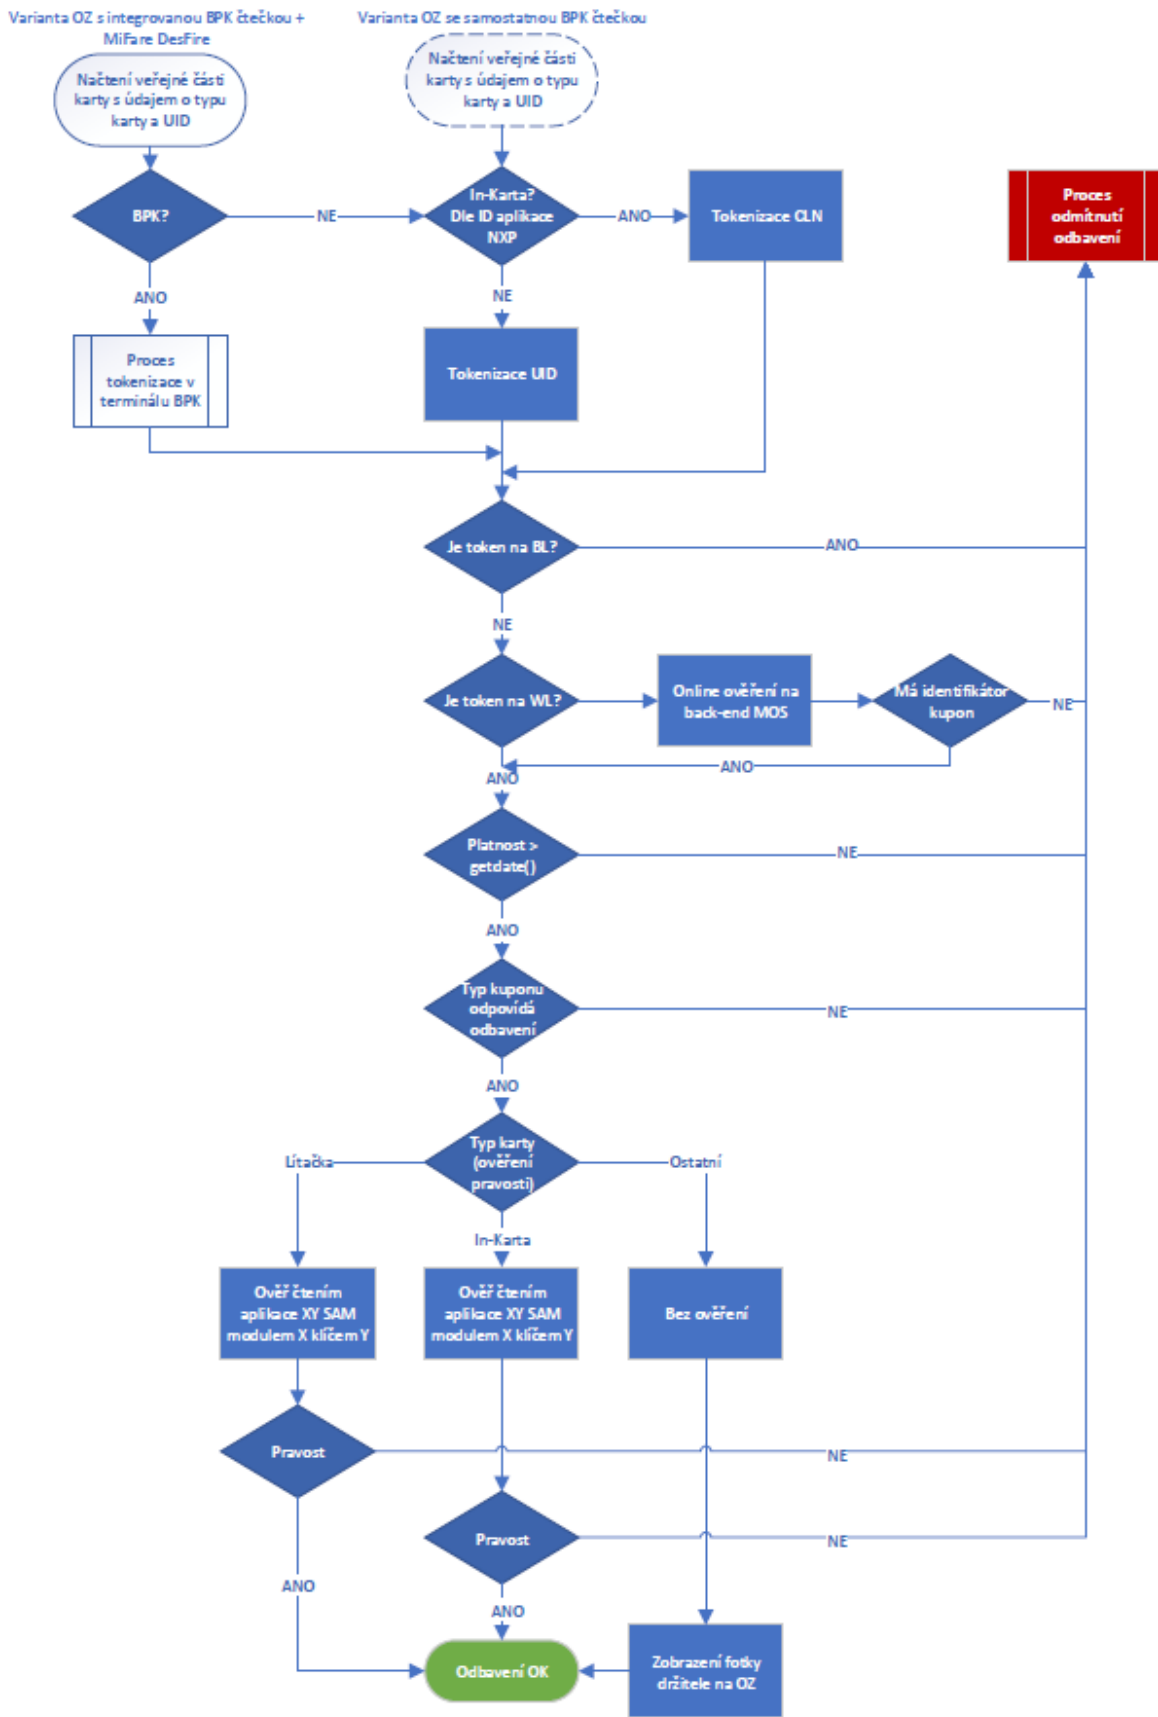 Varianta OZ s integrovanou BPK čtečkou +
MiFare DesFire
Varianta OZ se samostatnou BPK čtečkou
Načtení veřejné části
karty s údajem o typu
karty a UID
Načtení veřejné části
karty s údajem o typu
karty a UID
BPK?
NE
In-Karta?
Dle ID aplikace
NXP
ANO
Tokenizace CLN
Proces
odmítnutí
odbavení
ANO
NE
Proces
tokenizace v
terminálu BPK
Tokenizace UID
Je token na BL?
ANO
NE
Je token na WL?
Online ověření na
back-end MOS
Má identifikátor
kupon
NE
ANO
ANO
Platnost >
getdate()
NE
ANO
Typ kuponu
odpovídá
odbavení
NE
ANO
Typ karty
(ověření
pravosti)
Lítačka
Ostatní
In-Karta
Ověř čtením
aplikace XY SAM
modulem X klíčem Y
Ověř čtením
aplikace XY SAM
modulem X klíčem Y
Bez ověření
Pravost
NE
Pravost
NE
ANO
ANO
Odbavení OK
Zobrazení fotky
držitele na OZ